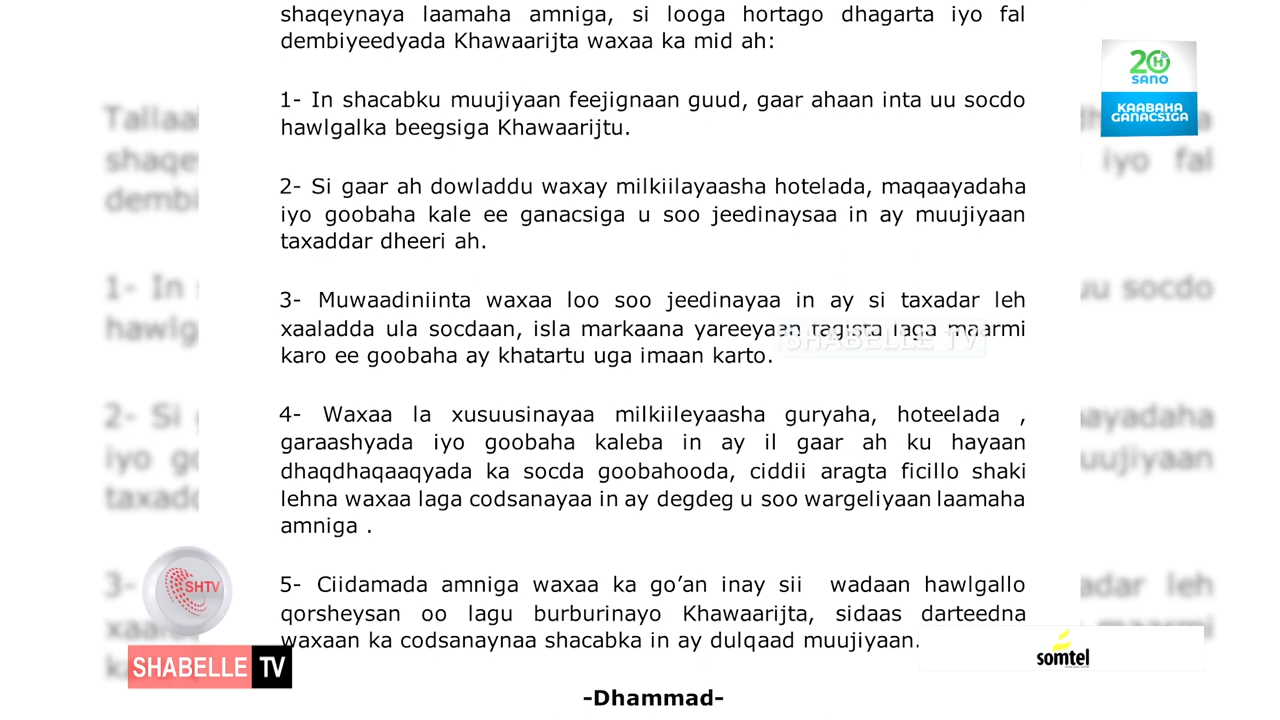 shaqeynaya laamaha amniga, si looga hortago dhagarta iyo fal
dembiyeedyada Khawaarijta waxaa ka mid ah:
1- In shacabku muujiyaan feejignaan guud, gaar ahaan inta uu socdo
hawlgalka beegsiga Khawaarijtu.
2- Si gaar ah dowladdu waxay milkiilayaasha hotelada, maqaayadaha
iyo goobaha kale ee ganacsiga u soo jeedinaysaa in ay muujiyaan
taxaddar dheeri ah.
3- Muwaadiniinta waxaa loo soo jeedinayaa in ay si taxadar leh
xaaladda ula socdaan, isla markaana yareeyaan tagista laga maarmi
karo ee goobaha ay khatartu uga imaan karto.
4- Waxaa la xusuusinayaa milkiileyaasha guryaha, hoteelada ,
garaashyada iyo goobaha kaleba in ay il gaar ah ku hayaan
dhaqdhaqaaqyada ka socda goobahooda, ciddii aragta ficillo shaki
lehna waxaa laga codsanayaa in ay degdeg u soo wargeliyaan laamaha
amniga .
5- Ciidamada amniga waxaa ka go’an inay sii wadaan hawlgallo
qorsheysan oo lagu burburinayo Khawaarijta, sidaas darteedna
waxaan ka codsanaynaa shacabka in ay dulqaad muujiyaan.
-Dhammad-
20
SANO
KAABAHA
GANACSIGA
SHABELLE TV
SHTV
SHABELLE TV
somtel